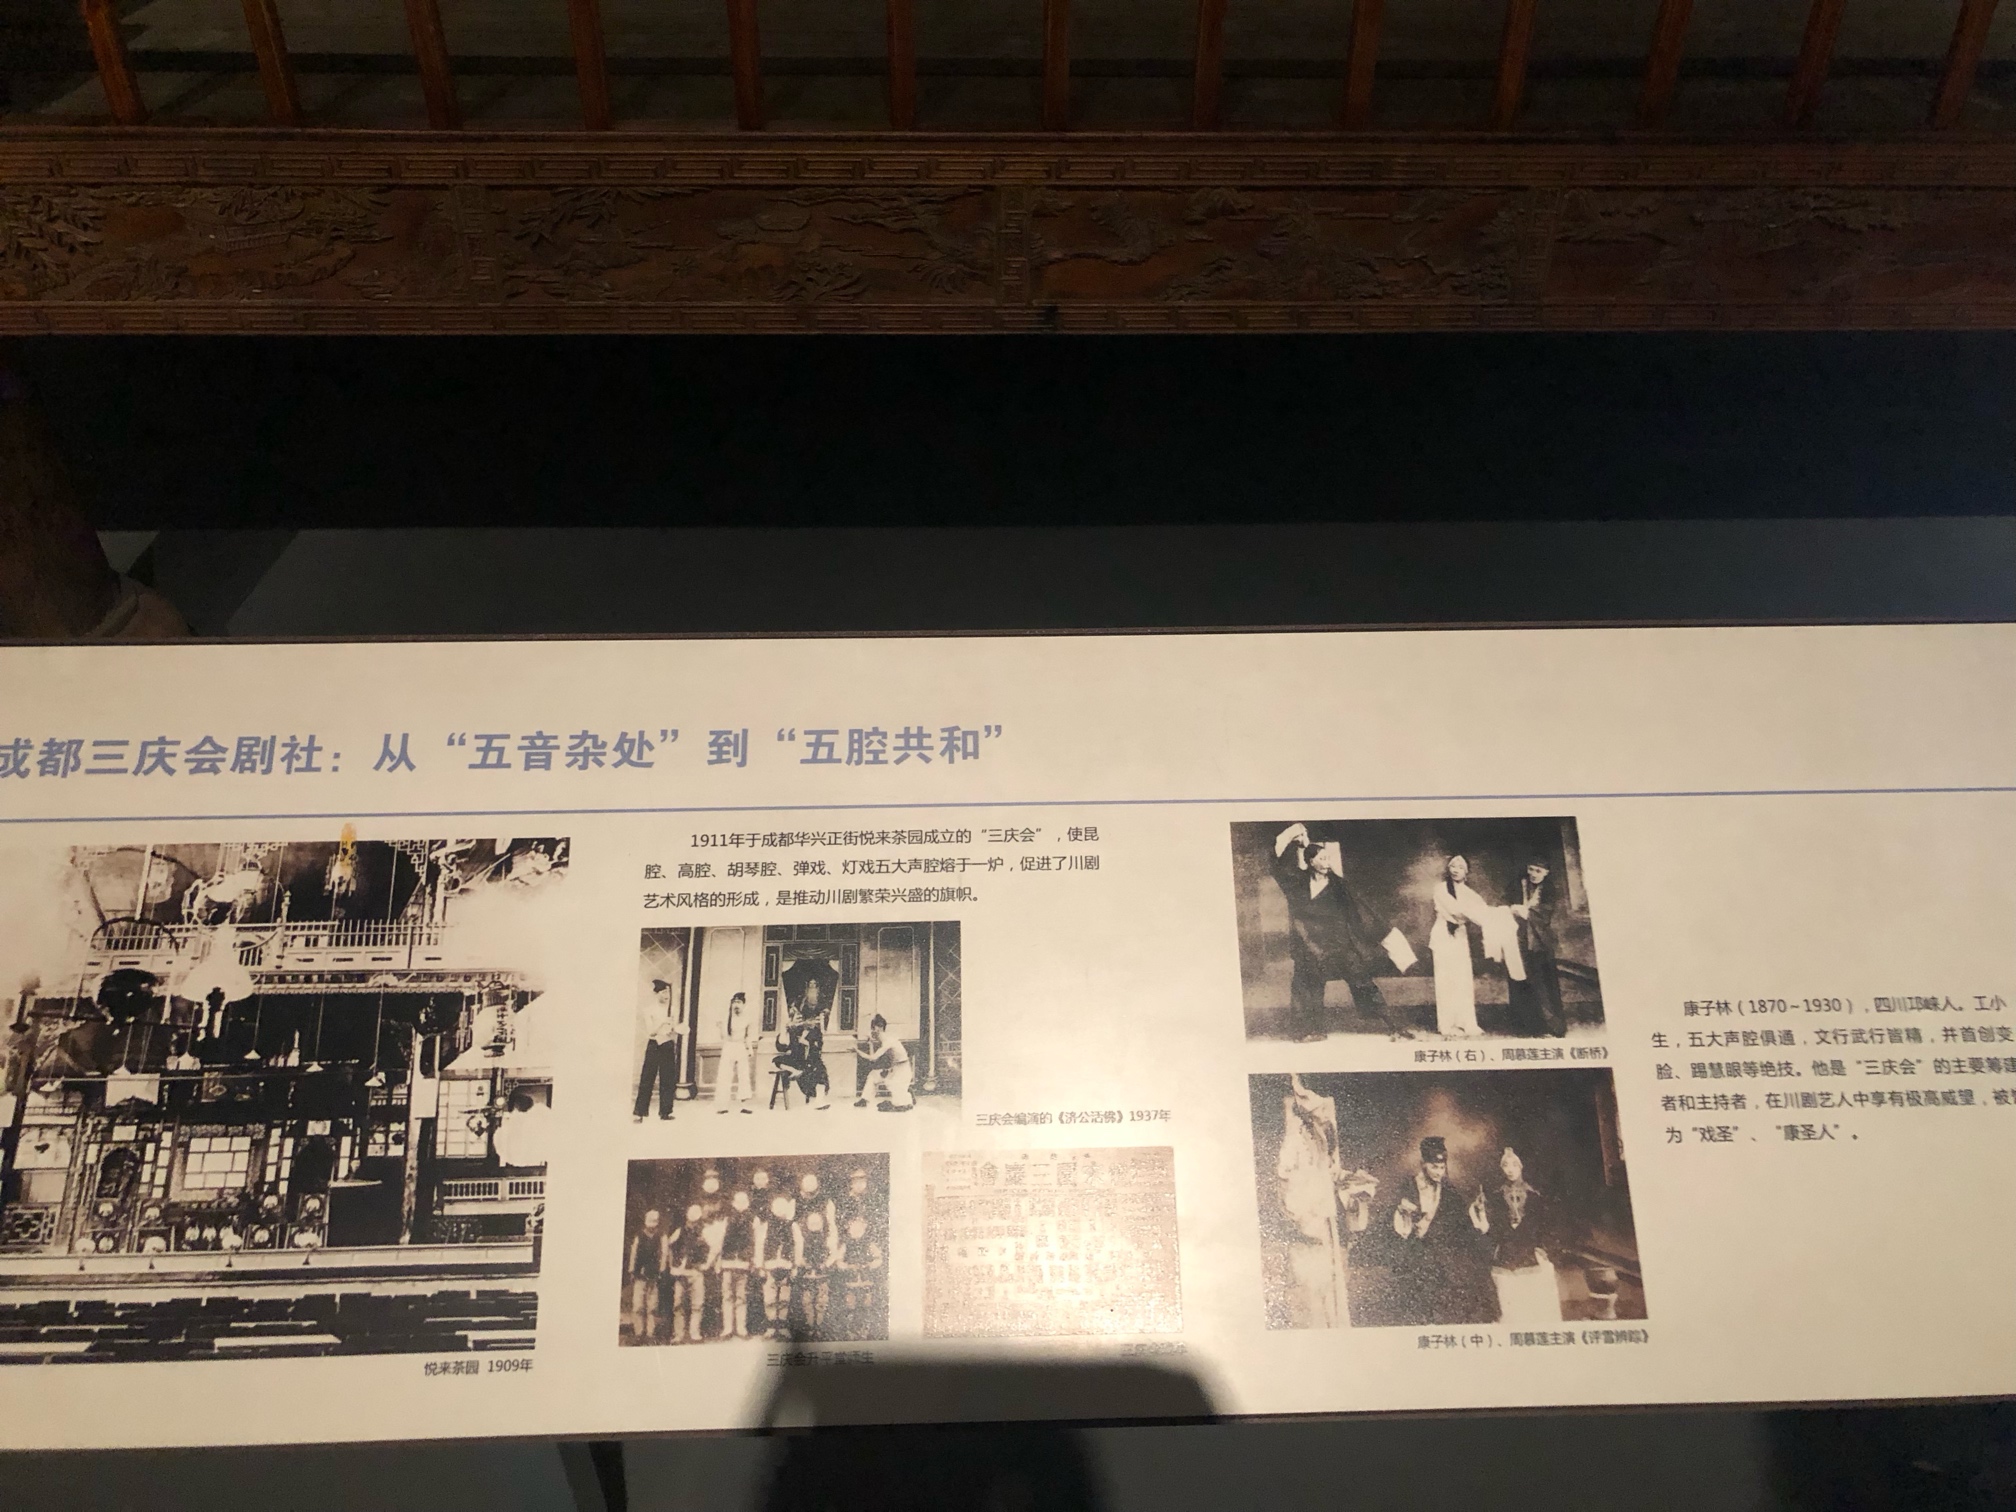 成都三庆会剧社：从“五音杂处”到“五腔共和”
1911年于成都华兴正街悦来茶园成立的“三庆会”，使昆
腔、高腔、胡琴腔、弹戏、灯戏五大声腔熔于一炉，促进了川剧
艺术风格的形成，是推动川剧繁荣兴盛的旗帜。
三庆会编演的《济公活佛》1937年
悦来茶园 1909年
三庆会升平堂师生
康子林（右）、周慕莲主演《断桥》
康子林（中）、周慕莲主演《评雪辨踪》
康子林（1870～1930），四川邛崃人。工小
生，五大声腔俱通，文行武行皆精，并首创变
脸、踢慧眼等绝技。他是“三庆会”的主要筹建
者和主持者，在川剧艺人中享有极高威望，被
为“戏圣”、“康圣人”。